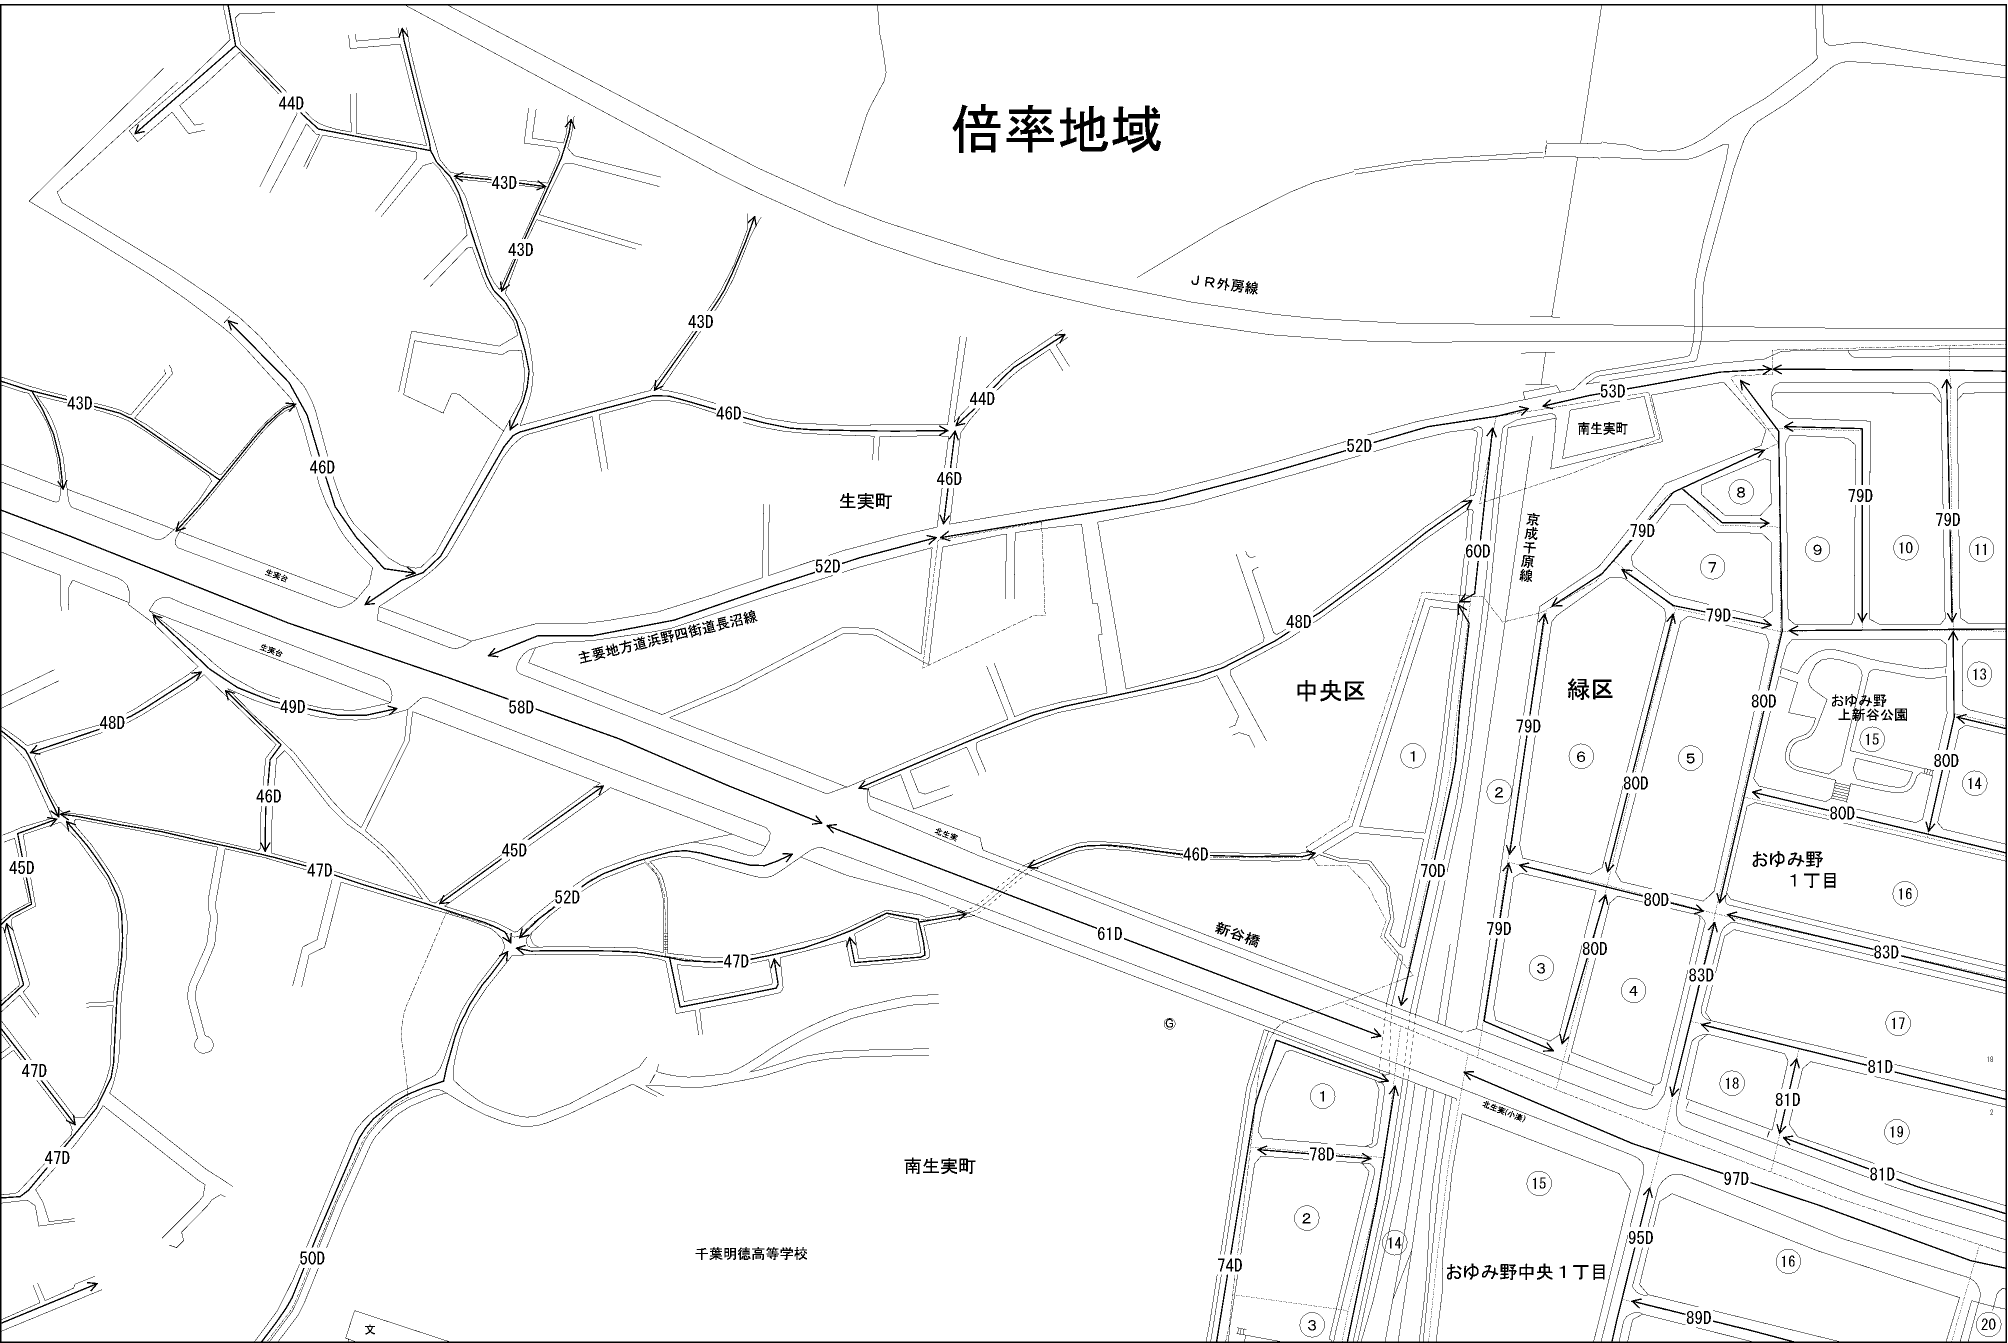 倍率地域
44D
43D
43D
43D
ＪＲ外房線
43D
46D
44D
53D
46D
52D
南生実町
46D
46D
生実町
79D
8
79D
79D
79D
9
10
11
60D
京成千原線
7
生実台
52D
主要地方道浜野四街道長沼線
48D
79D
生実台
中央区
緑区
13
80D
おゆみ野
上新谷公園
15
48D
49D
58D
79D
1
6
5
80D
2
80D
14
46D
80D
北生実
45D
46D
45D
47D
70D
おゆみ野
１丁目
16
52D
80D
61D
新谷橋
79D
80D
83D
47D
3
83D
4
G
17
18
47D
81D
18
1
81D
2
北生実(小湊)
19
47D
78D
南生実町
15
97D
81D
2
50D
千葉明徳高等学校
74D
14
95D
おゆみ野中央１丁目
16
89D
3
文
20